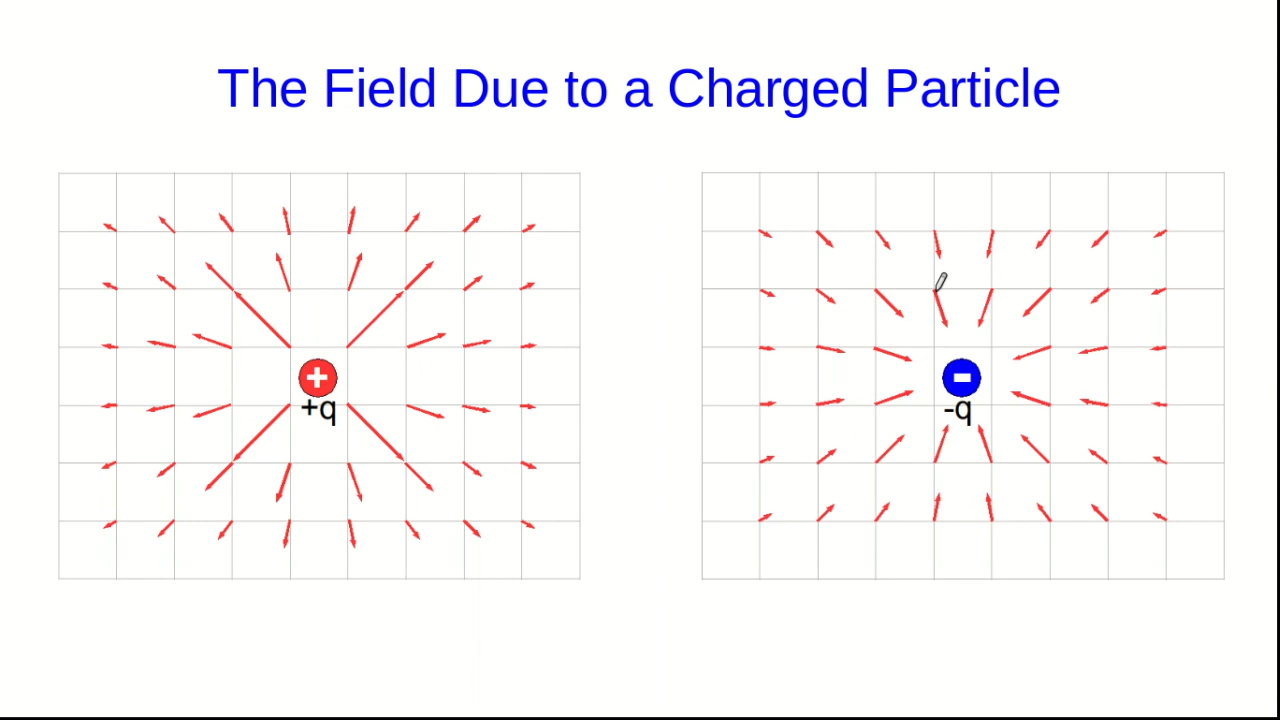 The Field Due to a Charged Particle
+
+q
-
-q